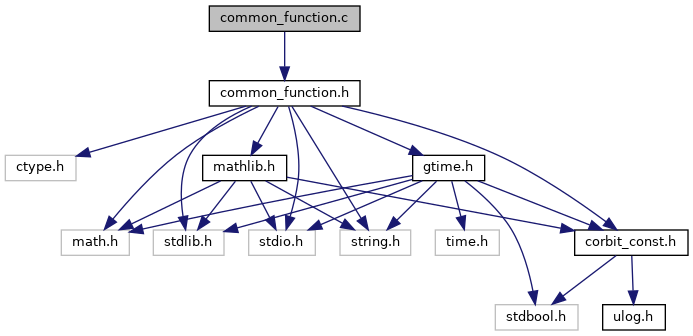 common_function.c
common_function.h
ctype.h
mathlib.h
gtime.h
math.h
stdlib.h
stdio.h
string.h
time.h
corbit_const.h
stdbool.h
ulog.h